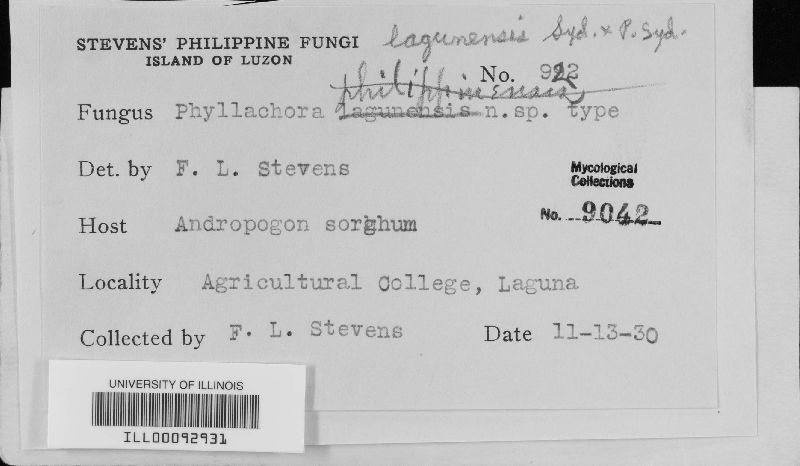 STEVENS' PHILIPPINE FUNGI lagunensis Syd. & P. Syd.
ISLAND OF LUZON
No. 922
philippinensis
Fungus Phyllachora lagunensis n.sp. type
Det. by F. L. Stevens
Mycological
Collections
No. 9042
Host Andropogon sorghum
Locality Agricultural College, Laguna
Collected by F. L. Stevens Date 11-13-30
UNIVERSITY OF ILLINOIS
ILL00092931